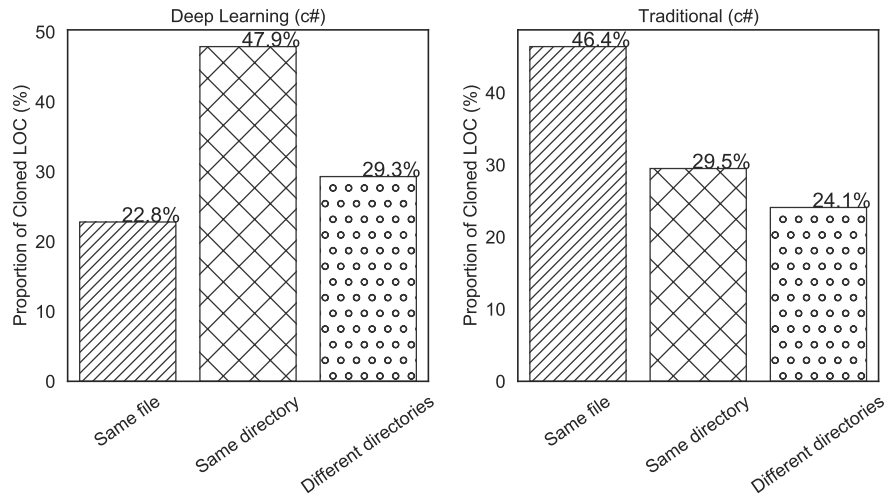 Deep Learning (c#)
Proportion of Cloned LOC (%)
50
40
30
20
10
0
22.8%
47.9%
29.3%
Same file
Same directory
Different directories
Traditional (c#)
Proportion of Cloned LOC (%)
40
30
20
10
0
46.4%
29.5%
24.1%
Same file
Same directory
Different directories